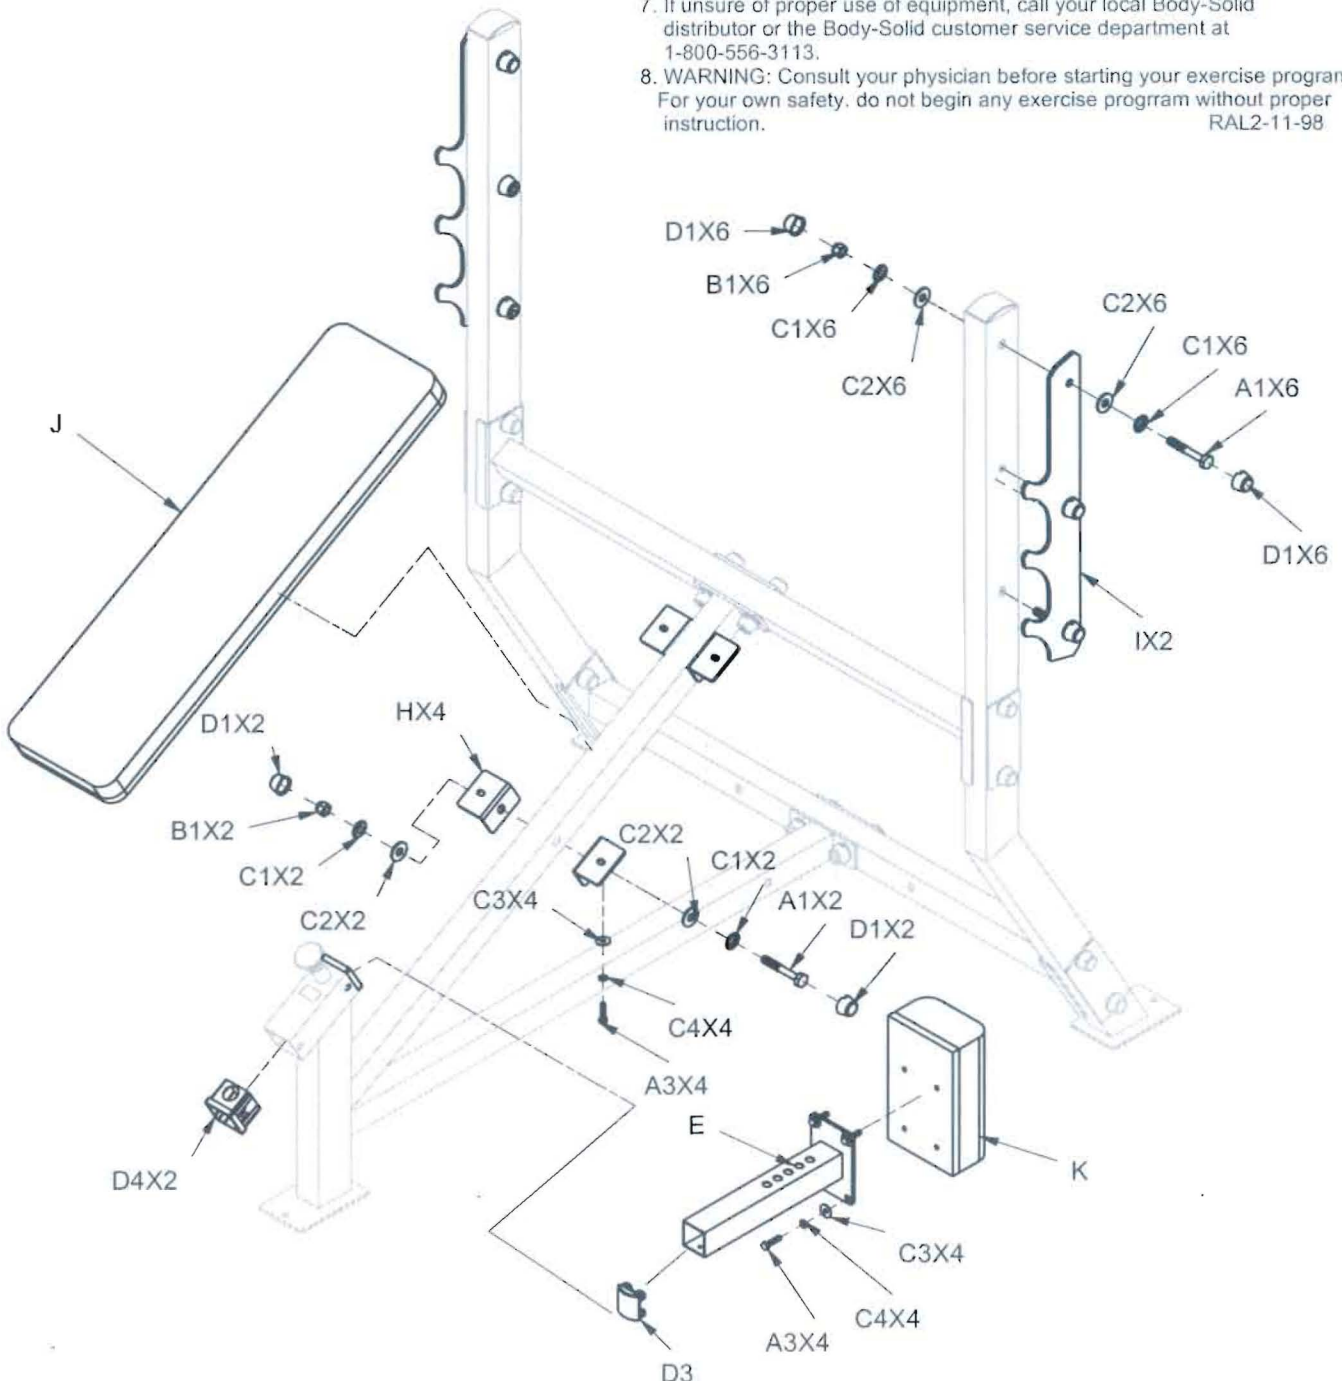 7. If unsure of proper use of equipment, call your local Body-Solid
distributor or the Body-Solid customer service department at
1-800-556-3113.
8. WARNING: Consult your physician before starting your exercise program
For your own safety. do not begin any exercise progrram without proper
instruction. RAL2-11-98
D1X6
B1X6
C1X6
C2X6
C2X6
C1X6
A1X6
D1X6
IX2
J
D1X2
HX4
B1X2
C1X2
C2X2
C2X2
C1X2
A1X2
D1X2
C3X4
C4X4
A3X4
D4X2
E
K
C3X4
C4X4
A3X4
D3